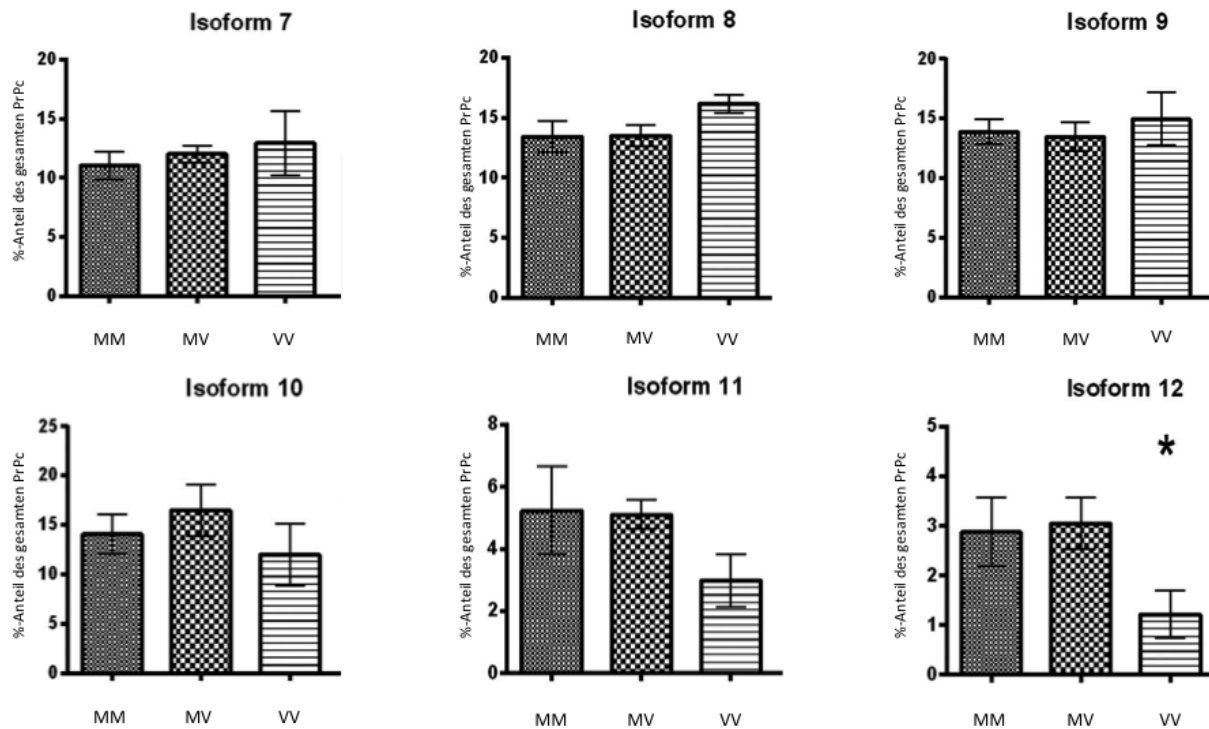 Isoform 7
%-Anteil des gesamten PrPc
20
15
10
5
0
MM MV VV
Isoform 8
%-Anteil des gesamten PrPc
20
15
10
5
0
MM MV VV
Isoform 9
%-Anteil des gesamten PrPc
20
15
10
5
0
MM MV VV
Isoform 10
%-Anteil des gesamten PrPc
25
20
15
10
5
0
MM MV VV
Isoform 11
%-Anteil des gesamten PrPc
8
6
4
2
0
MM MV VV
Isoform 12
%-Anteil des gesamten PrPc
5
4
3
2
1
0
*
MM MV VV